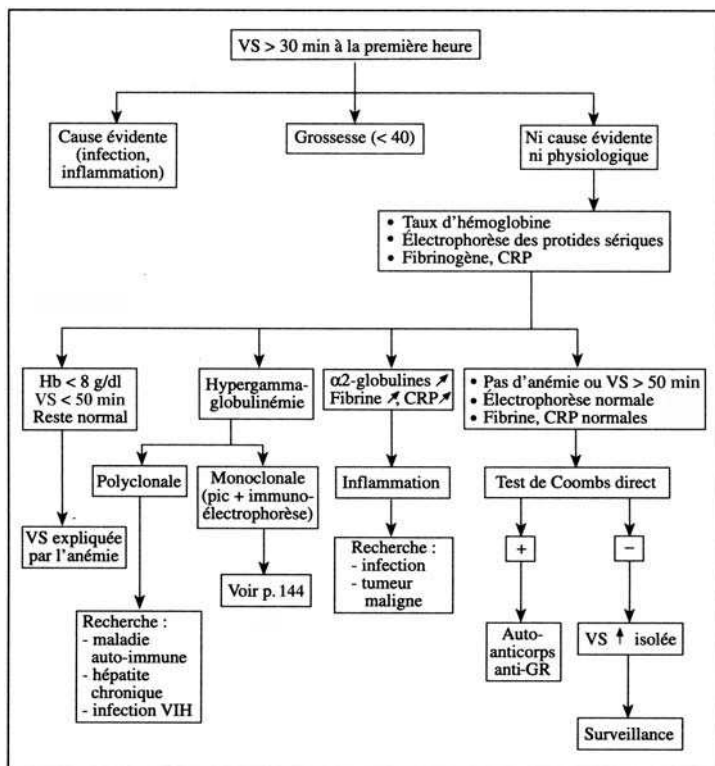 VS > 30 min à la première heure
Cause évidente
(infection,
inflammation)
Grossesse (< 40)
Ni cause évidente
ni physiologique
• Taux d'hémoglobine
• Électrophorèse des protides sériques
• Fibrinogène, CRP
Hb < 8 g/dl
VS < 50 min
Reste normal
Hypergamma-
globulinémie
α2-globulines ↗
Fibrine ↗, CRP ↗
• Pas d'anémie ou VS > 50 min
• Électrophorèse normale
• Fibrine, CRP normales
Polyclonale
Monoclonale
(pic + immuno-
électrophorèse)
Inflammation
Test de Coombs direct
VS expliquée
par l'anémie
Voir p. 144
Recherche :
- infection
- tumeur
maligne
+
–
Recherche :
- maladie
auto-immune
- hépatite
chronique
- infection VIH
Auto-
anticorps
anti-GR
VS ↑ isolée
Surveillance